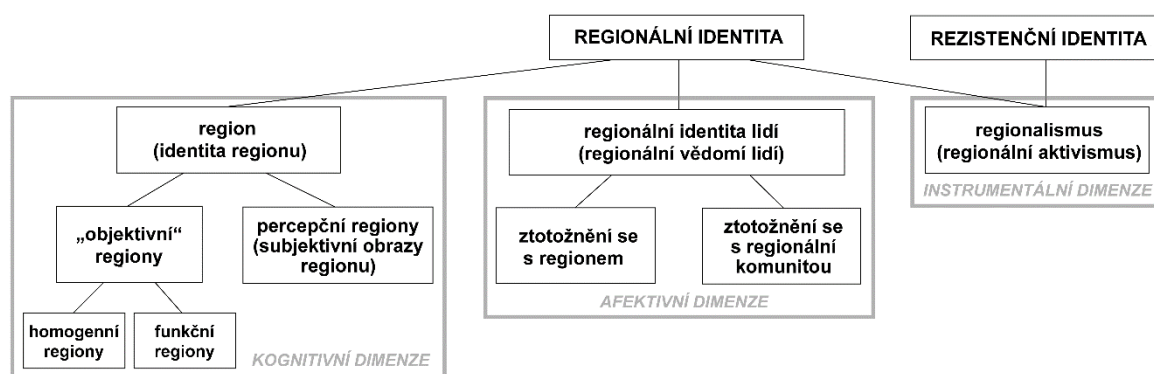 REGIONÁLNÍ IDENTITA
REZISTENČNÍ IDENTITA
region
(identita regionu)
regionální identita lidí
(regionální vědomí lidí)
regionalismus
(regionální aktivismus)
INSTRUMENTÁLNÍ DIMENZE
„objektivní“
regiony
percepční regiony
(subjektivní obrazy
regionu)
ztotožnění se
s regionem
ztotožnění se
s regionální
komunitou
AFEKTIVNÍ DIMENZE
homogenní
regiony
funkční
regiony
KOGNITIVNÍ DIMENZE